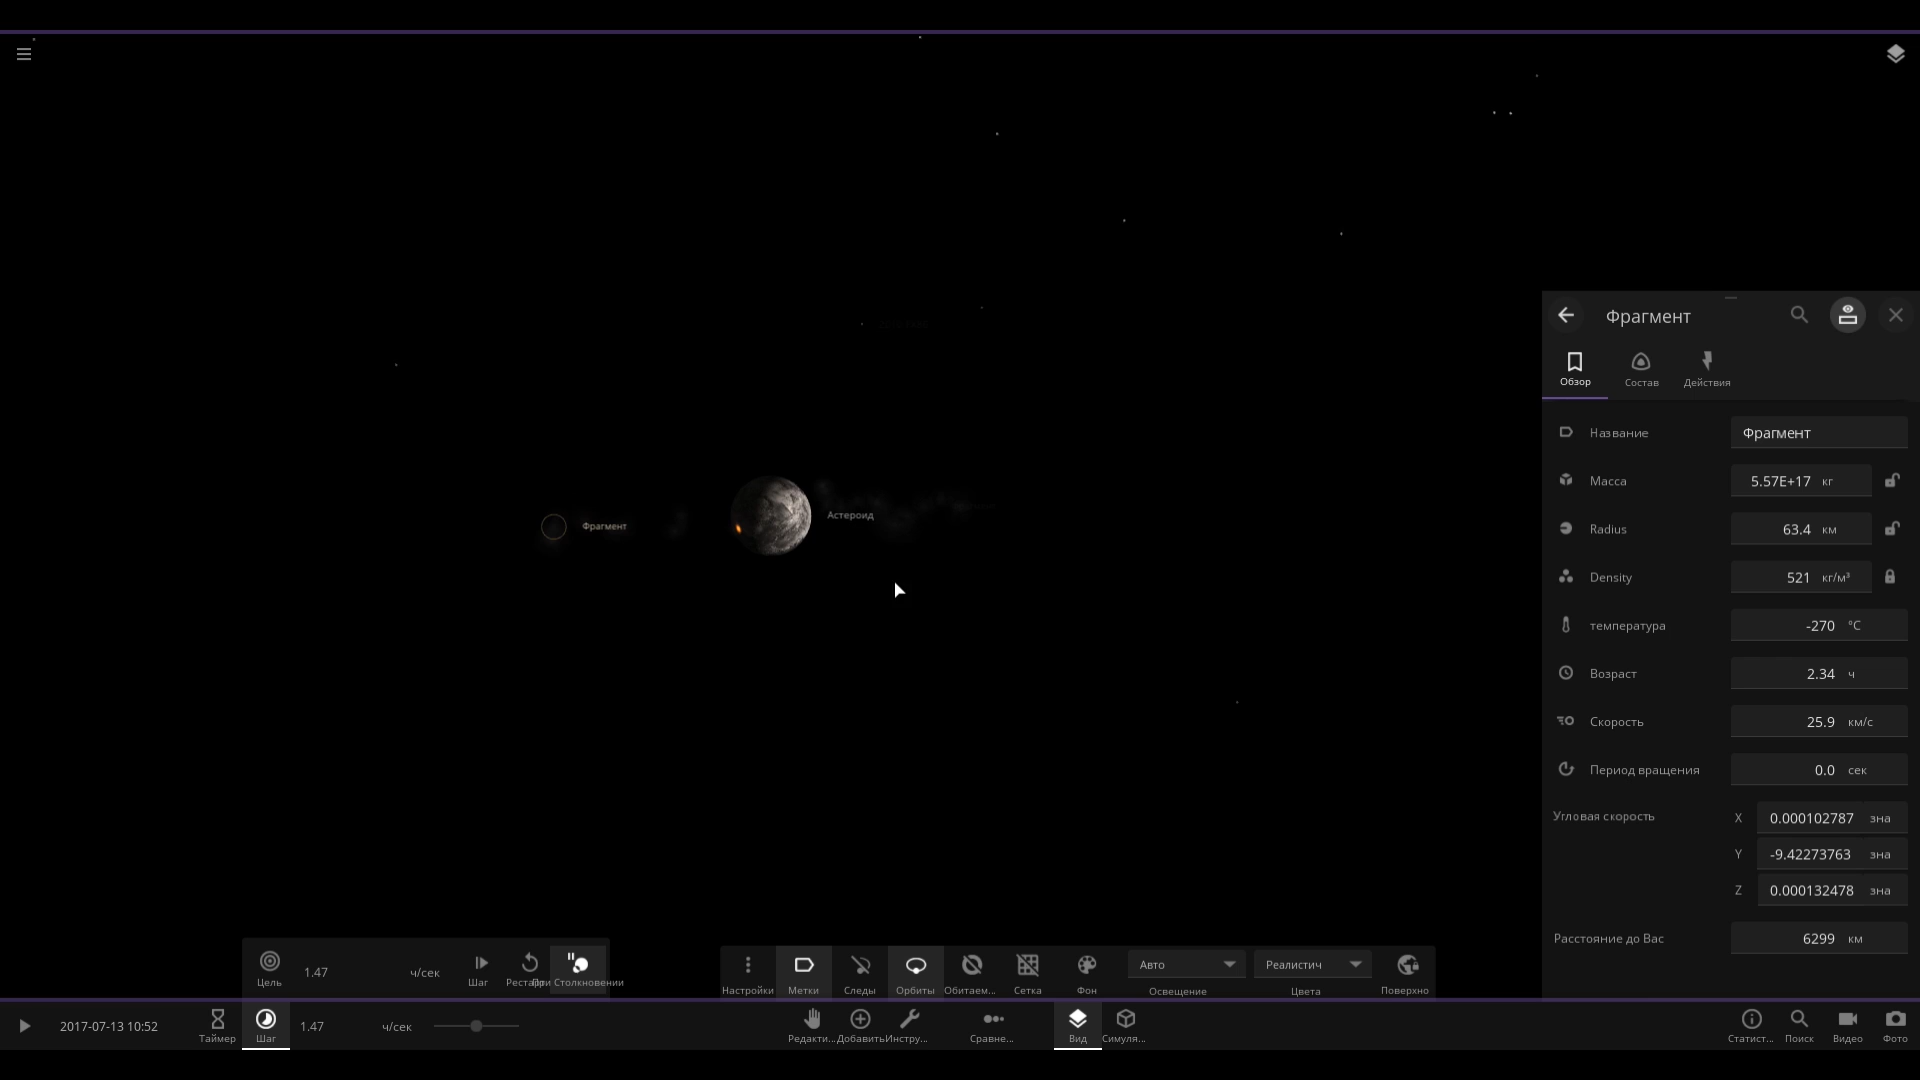 Фрагмент
Обзор
Состав
Действия
Название
Фрагмент
Масса
5.57E+17 кг
Radius
63.4 км
Density
521 кг/м³
температура
-270 °C
Возраст
2.34 ч
Скорость
25.9 км/с
Период вращения
0.0 сек
Угловая скорость
X 0.000102787 зна
Y -9.42273763 зна
Z 0.000132478 зна
Расстояние до Вас
6299 км
Фрагмент
Астероид
Цель
1.47 ч/сек
Шаг
Столкновении
Настройки
Метки
Следы
Орбиты
Обитаем...
Сетка
Фон
Авто
Освещение
Реалистич
Цвета
Поверхно
2017-07-13 10:52
Таймер
Шаг
1.47 ч/сек
Редакти...
Добавить
Инстру...
Сравне...
Вид
Симуля...
Статист...
Поиск
Видео
Фото